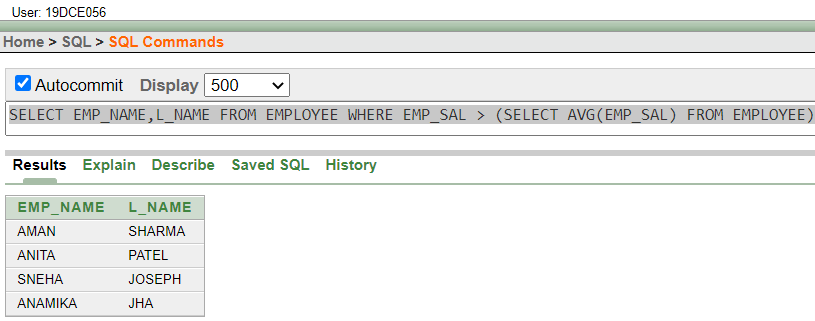 User: 19DCE056
Home > SQL > SQL Commands
Autocommit Display 500
SELECT EMP_NAME,L_NAME FROM EMPLOYEE WHERE EMP_SAL > (SELECT AVG(EMP_SAL) FROM EMPLOYEE)
Results Explain Describe Saved SQL History
EMP_NAME L_NAME
AMAN SHARMA
ANITA PATEL
SNEHA JOSEPH
ANAMIKA JHA